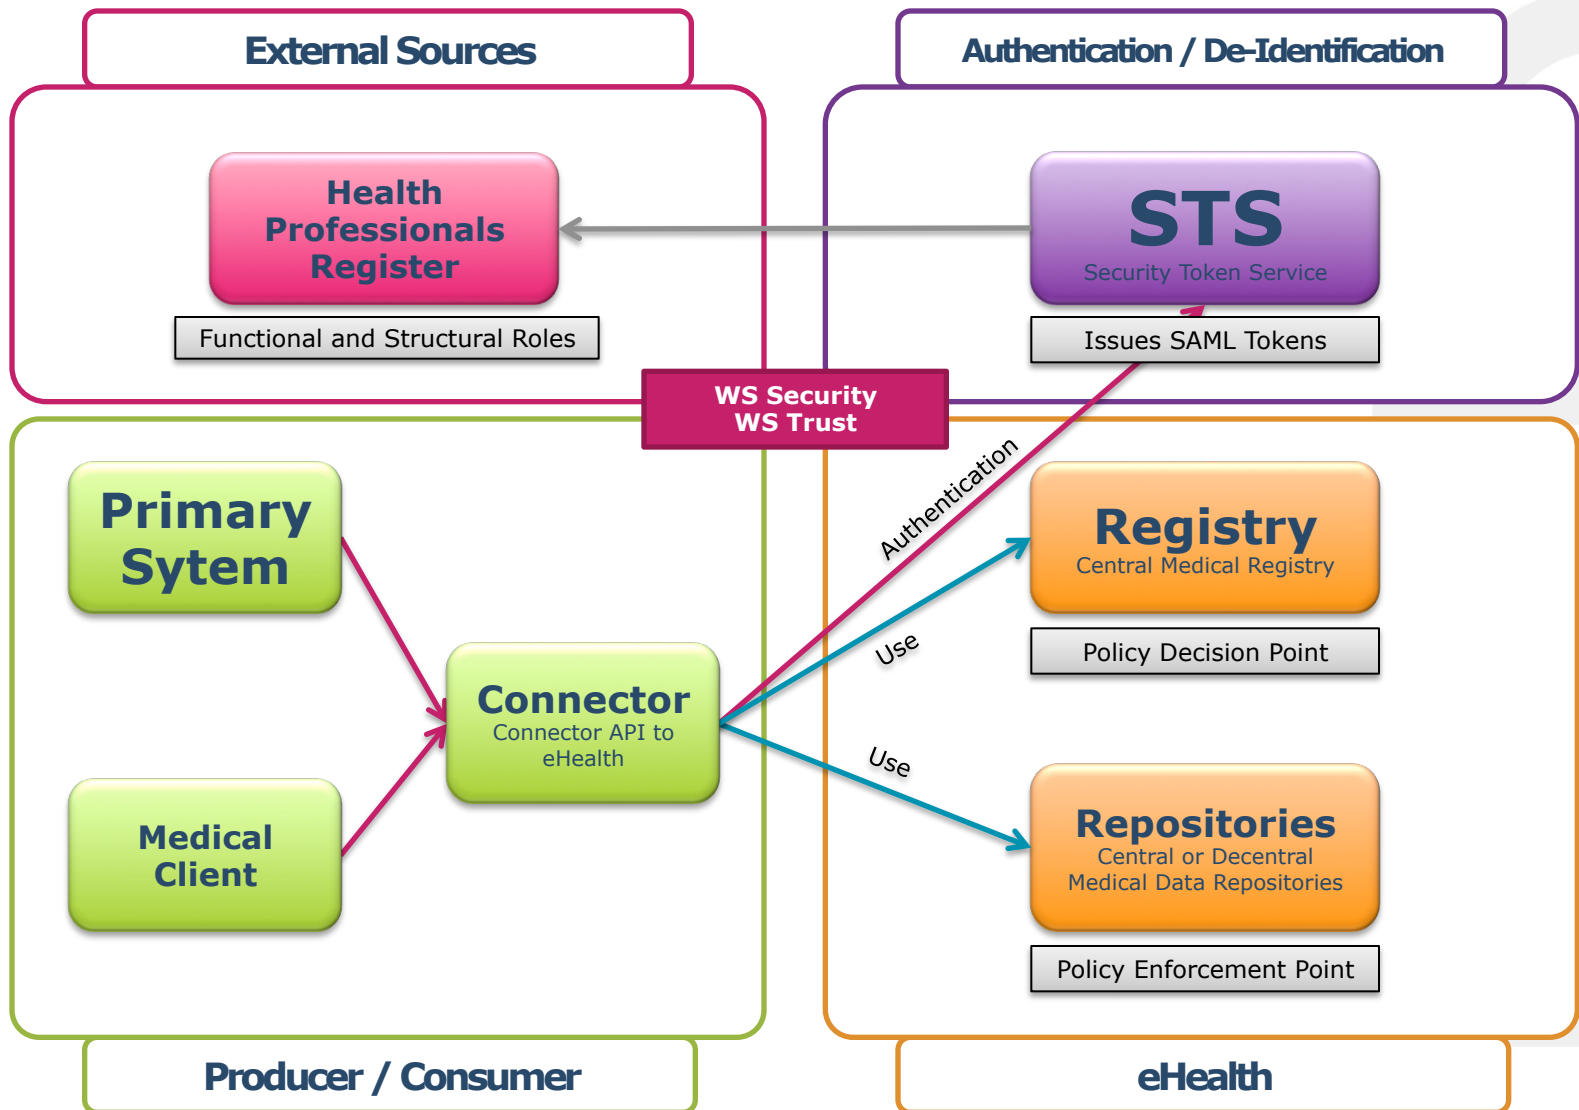 External Sources
Authentication / De-Identification
Health
Professionals
Register
Functional and Structural Roles
STS
Security Token Service
Issues SAML Tokens
WS Security
WS Trust
Primary
Sytem
Medical
Client
Connector
Connector API to
eHealth
Authentication
Use
Use
Registry
Central Medical Registry
Policy Decision Point
Repositories
Central or Decentral
Medical Data Repositories
Policy Enforcement Point
Producer / Consumer
eHealth